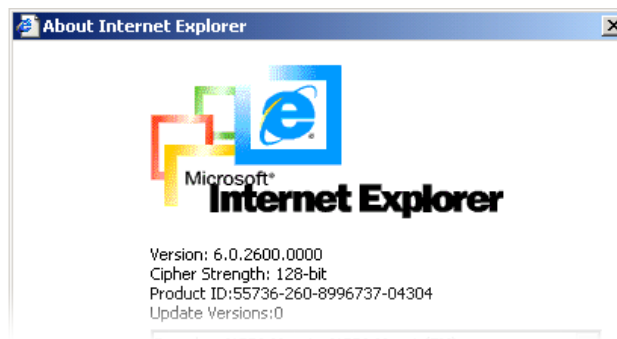 About Internet Explorer
Microsoft®
Internet Explorer
Version: 6.0.2600.0000
Cipher Strength: 128-bit
Product ID:55736-260-8996737-04304
Update Versions:0